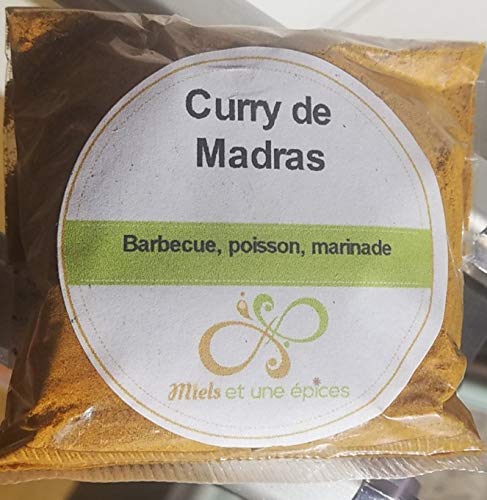 Curry de
Madras
Barbecue, poisson, marinade
Miels et une épices